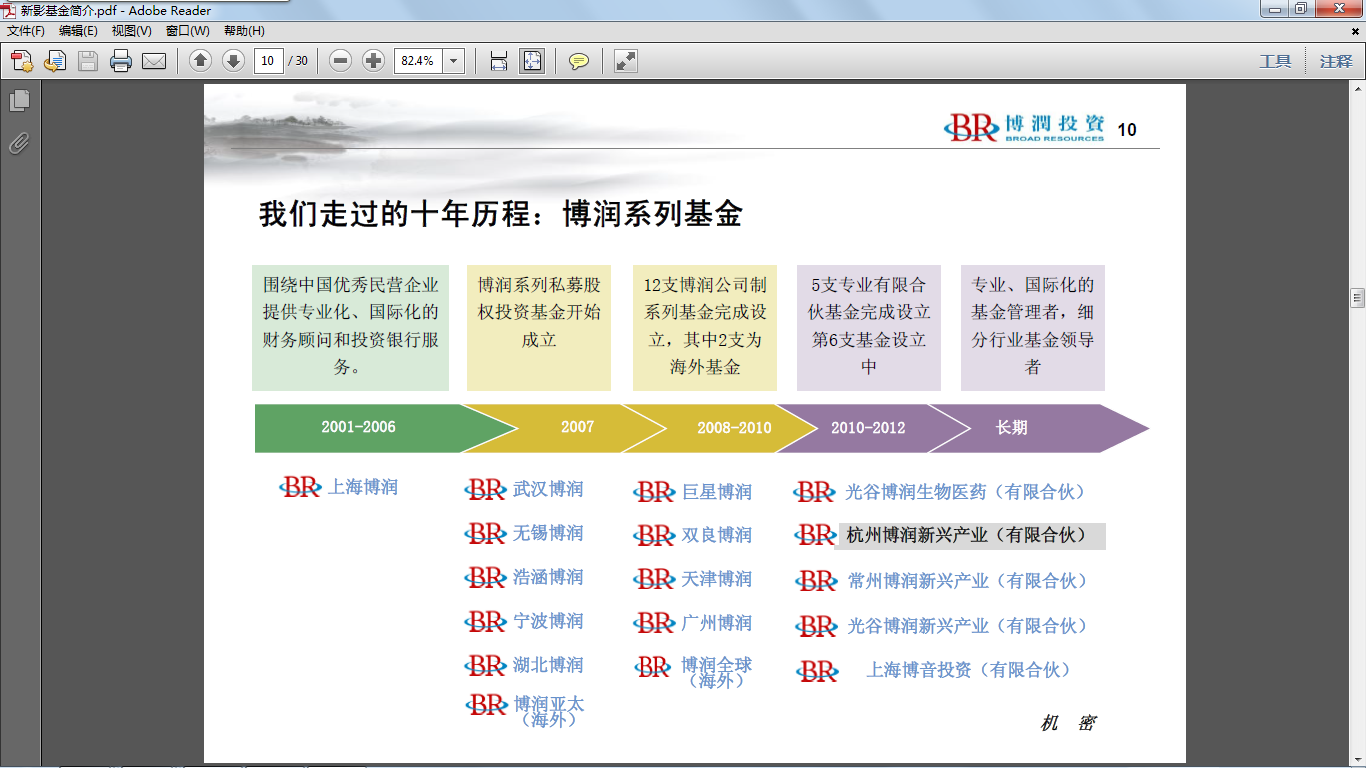 新影基金简介.pdf - Adobe Reader
文件(F) 编辑(E) 视图(V) 窗口(W) 帮助(H)
10 / 30 82.4% 工具 注释
BR 博潤投資 10
BROAD RESOURCES
我们走过的十年历程：博润系列基金
围绕中国优秀民营企业
提供专业化、国际化的
财务顾问和投资银行服
务。
博润系列私募股
权投资基金开始
成立
12支博润公司制
系列基金完成设
立，其中2支为
海外基金
5支专业有限合
伙基金完成设立
第6支基金设立
中
专业、国际化的
基金管理者，细
分行业基金领导
者
2001-2006 2007 2008-2010 2010-2012 长期
BR 上海博润
BR 武汉博润
BR 无锡博润
BR 浩涵博润
BR 宁波博润
BR 湖北博润
BR 博润亚太
（海外）
BR 巨星博润
BR 双良博润
BR 天津博润
BR 广州博润
BR 博润全球
（海外）
BR 光谷博润生物医药（有限合伙）
BR 杭州博润新兴产业（有限合伙）
BR 常州博润新兴产业（有限合伙）
BR 光谷博润新兴产业（有限合伙）
BR 上海博音投资（有限合伙）
机 密